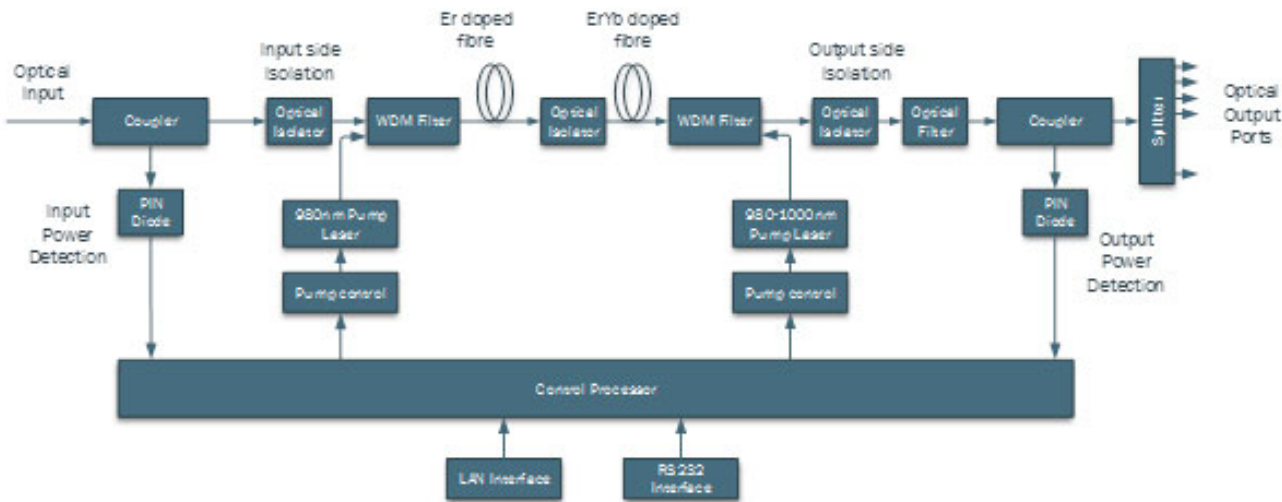 Er doped
fibre
ErYb doped
fibre
Input side
Isolation
Output side
Isolation
Optical
Input
Coupler
Optical
Isolator
WDM Filter
Optical
Isolator
WDM Filter
Optical
Isolator
Optical
Filter
Coupler
Splitter
Optical
Output
Ports
PIN
Diode
Input
Power
Detection
980nm Pump
Laser
980-1000nm
Pump Laser
PIN
Diode
Output
Power
Detection
Pump control
Pump control
Control Processor
LAN Interface
RS232
Interface